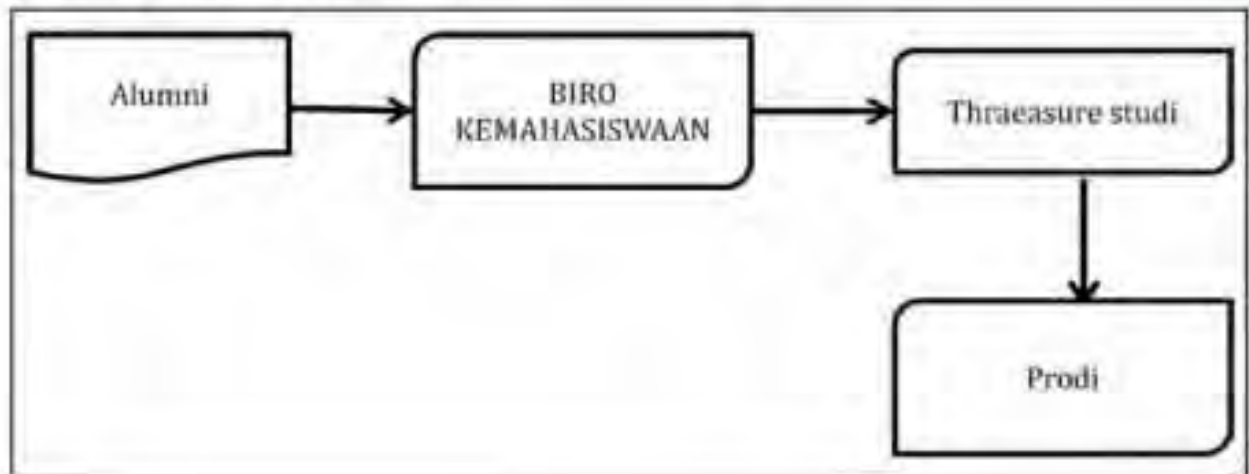 Alumni
BIRO
KEMAHASISWAAN
Thraeasure studi
Prodi